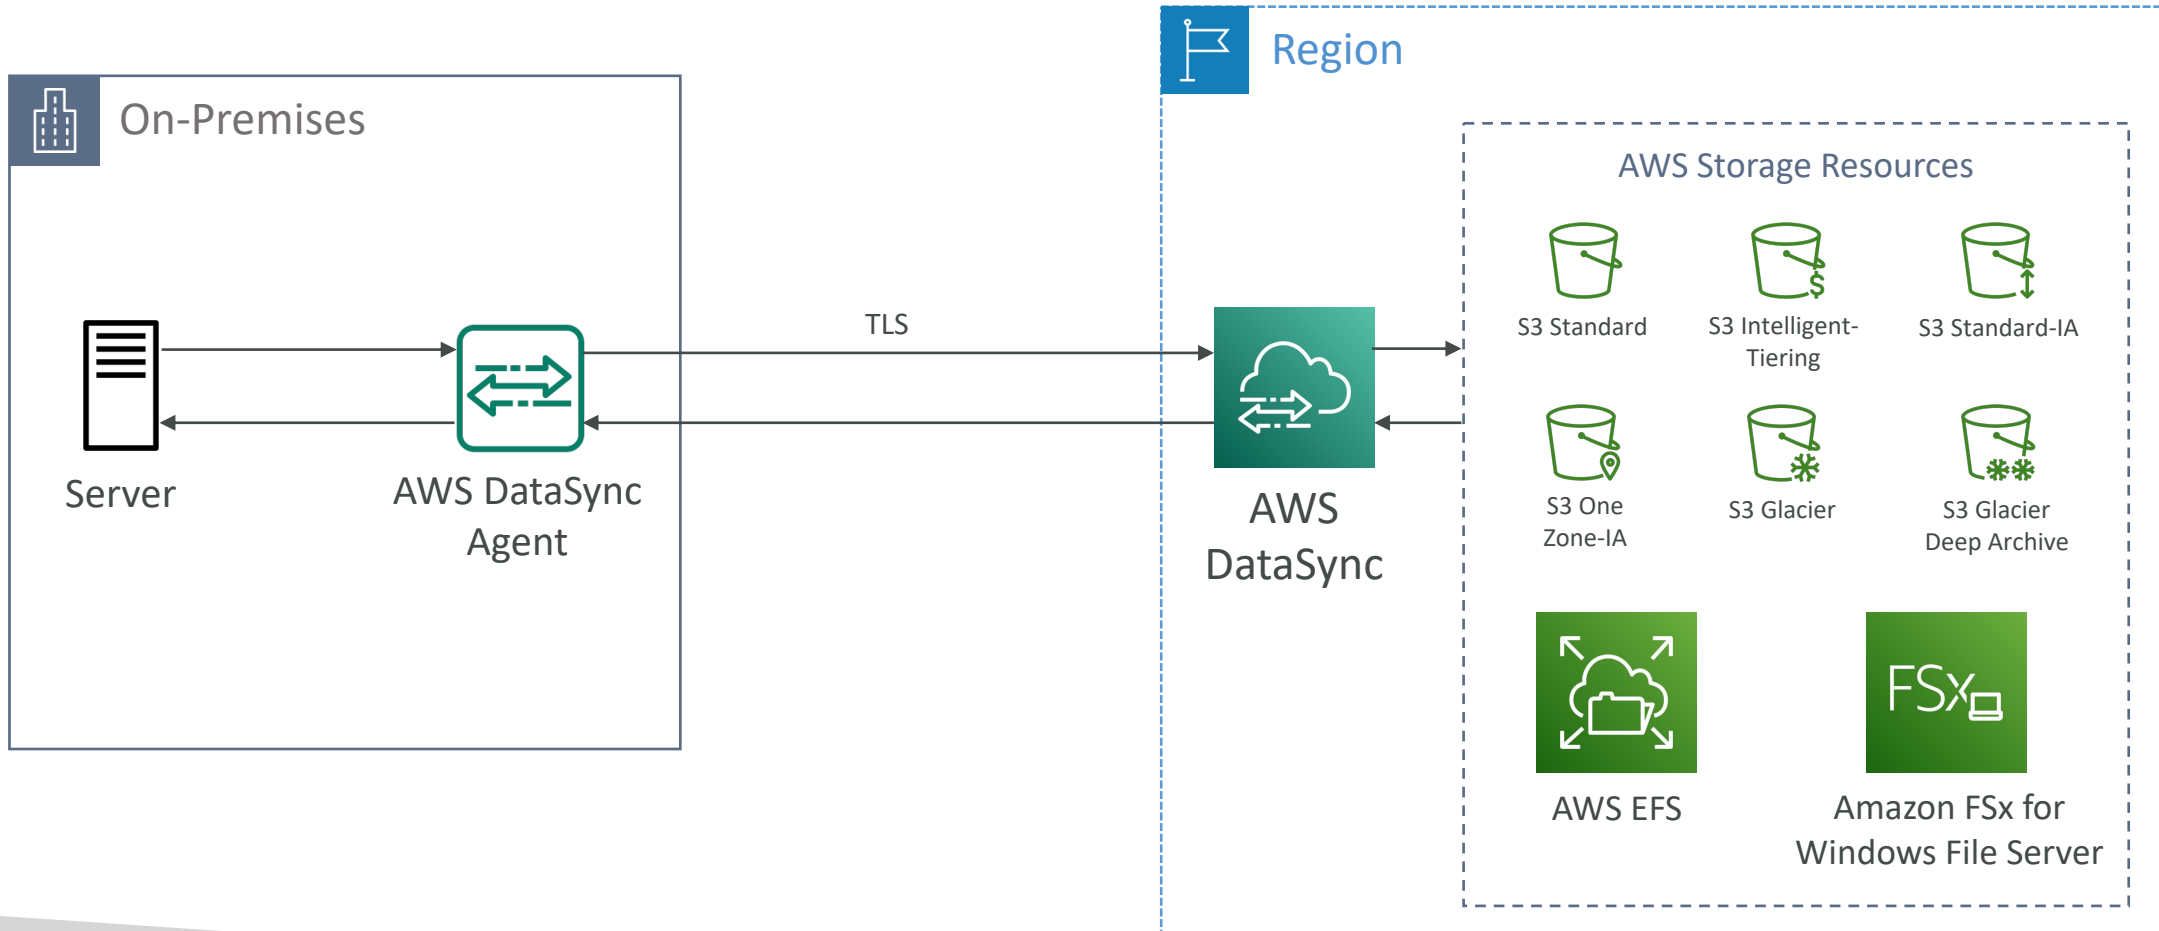 Region
On-Premises
AWS Storage Resources
S3 Standard
S3 Intelligent-
Tiering
S3 Standard-IA
TLS
Server
AWS DataSync
Agent
AWS
DataSync
S3 One
Zone-IA
S3 Glacier
S3 Glacier
Deep Archive
$
FSx
AWS EFS
Amazon FSx for
Windows File Server